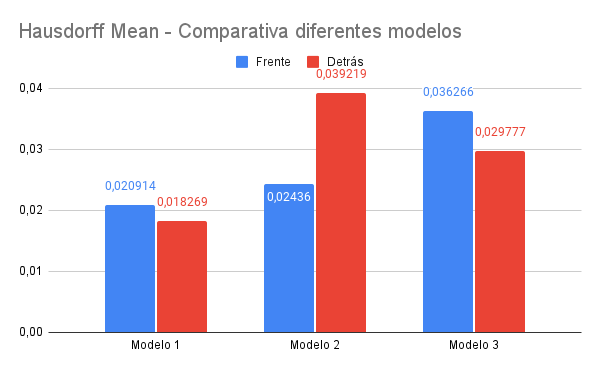 Hausdorff Mean - Comparativa diferentes modelos
Frente
Detrás
0,04
0,03
0,02
0,01
0,00
0,020914
0,018269
0,02436
0,039219
0,036266
0,029777
Modelo 1
Modelo 2
Modelo 3